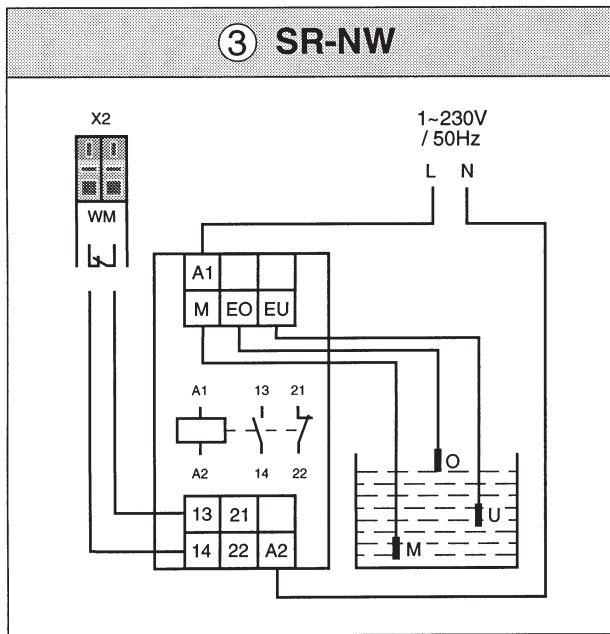 ③ SR-NW
X2
1~230V
/ 50Hz
L N
WM
A1
M EO EU
A1 13 21
A2 14 22
O
U
M
13 21
14 22 A2